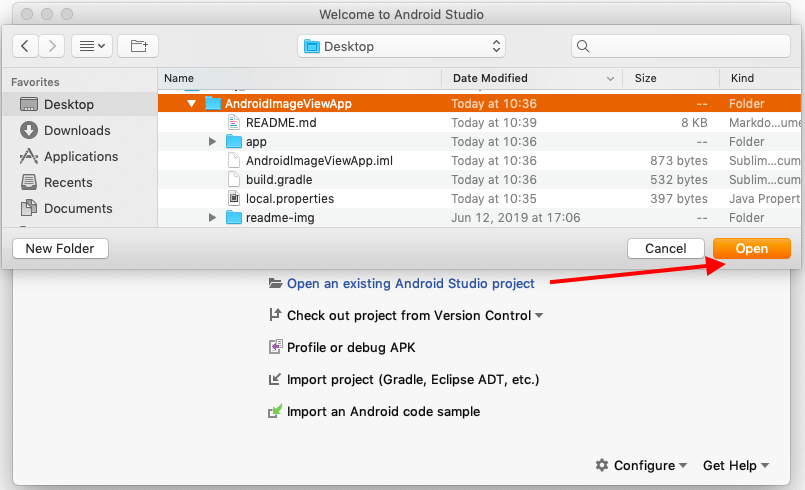 Welcome to Android Studio
Desktop
Favorites
Name Date Modified Size Kind
Desktop
AndroidImageViewApp Today at 10:36 -- Folder
README.md Today at 10:39 8 KB Markdo...ume
Downloads
app Today at 10:36 -- Folder
Applications
AndroidImageViewApp.iml Today at 10:36 873 bytes Sublim...cum
Recents
build.gradle Today at 10:36 532 bytes Sublim...cum
local.properties Today at 10:35 397 bytes Java Propert
Documents
readme-img Jun 12, 2019 at 17:06 -- Folder
New Folder Cancel Open
Open an existing Android Studio project
Check out project from Version Control
Profile or debug APK
Import project (Gradle, Eclipse ADT, etc.)
Import an Android code sample
Configure Get Help